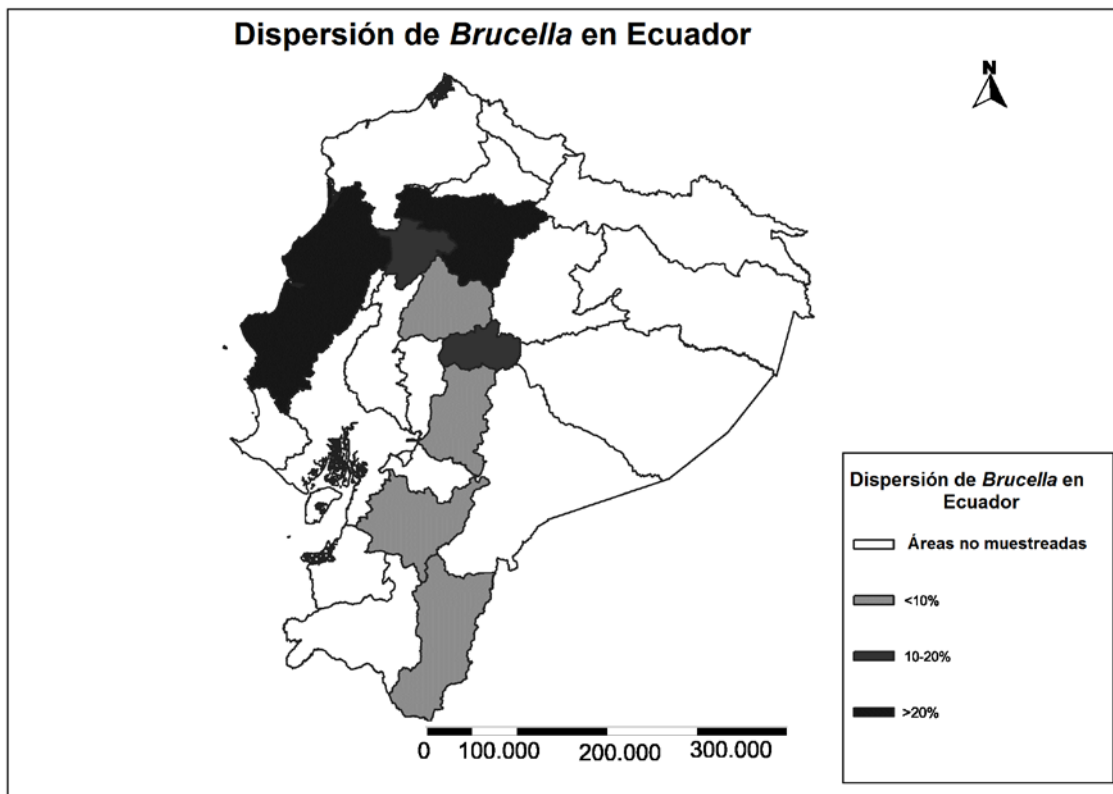 Dispersión de Brucella en Ecuador
N
Dispersión de Brucella en
Ecuador
Áreas no muestreadas
<10%
10-20%
>20%
0 100.000 200.000 300.000